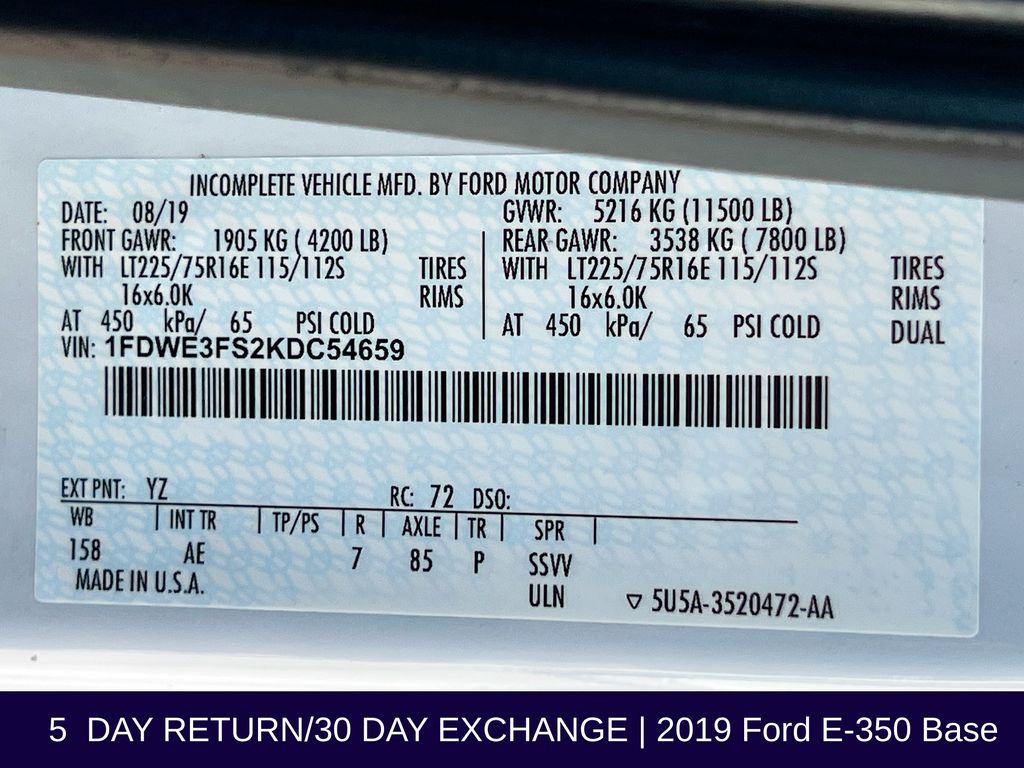 INCOMPLETE VEHICLE MFD. BY FORD MOTOR COMPANY
DATE: 08/19 GVWR: 5216 KG (11500 LB)
FRONT GAWR: 1905 KG ( 4200 LB) REAR GAWR: 3538 KG ( 7800 LB)
WITH LT225/75R16E 115/112S TIRES WITH LT225/75R16E 115/112S TIRES
16x6.0K RIMS 16x6.0K RIMS
AT 450 kPa/ 65 PSI COLD AT 450 kPa/ 65 PSI COLD DUAL
VIN: 1FDWE3FS2KDC54659
EXT PNT: YZ RC: 72 DSO:
WB INT TR TP/PS R AXLE TR SPR
158 AE 7 85 P SSVV
MADE IN U.S.A. ULN ▽ 5U5A-3520472-AA
5 DAY RETURN/30 DAY EXCHANGE | 2019 Ford E-350 Base